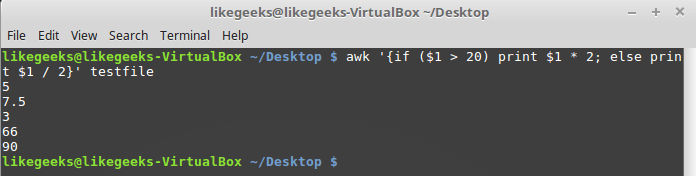 likegeeks@likegeeks-VirtualBox ~/Desktop
File Edit View Search Terminal Help
likegeeks@likegeeks-VirtualBox ~/Desktop $ awk '{if ($1 > 20) print $1 * 2; else prin
t $1 / 2}' testfile
5
7.5
3
66
90
likegeeks@likegeeks-VirtualBox ~/Desktop $